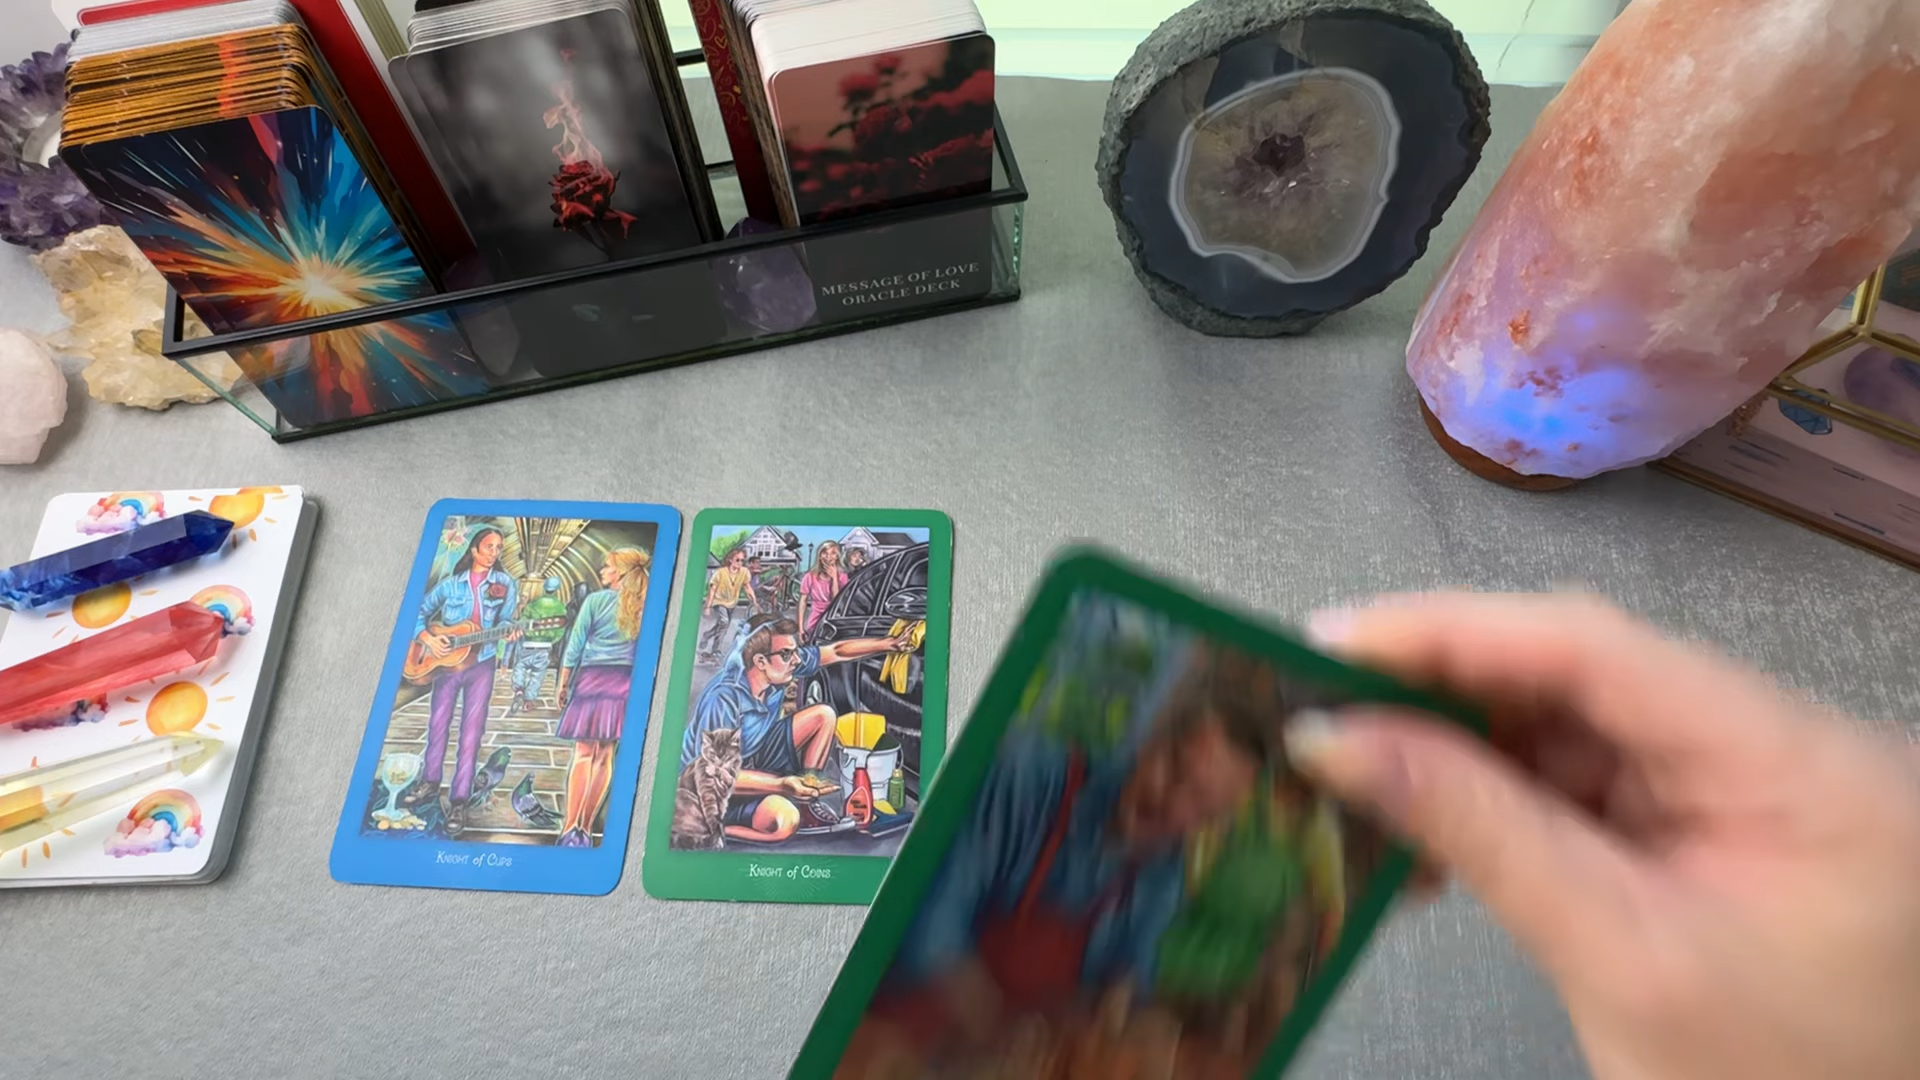 MESSAGE OF LOVE
ORACLE DECK
KNIGHT of CUPS
KNIGHT of COINS